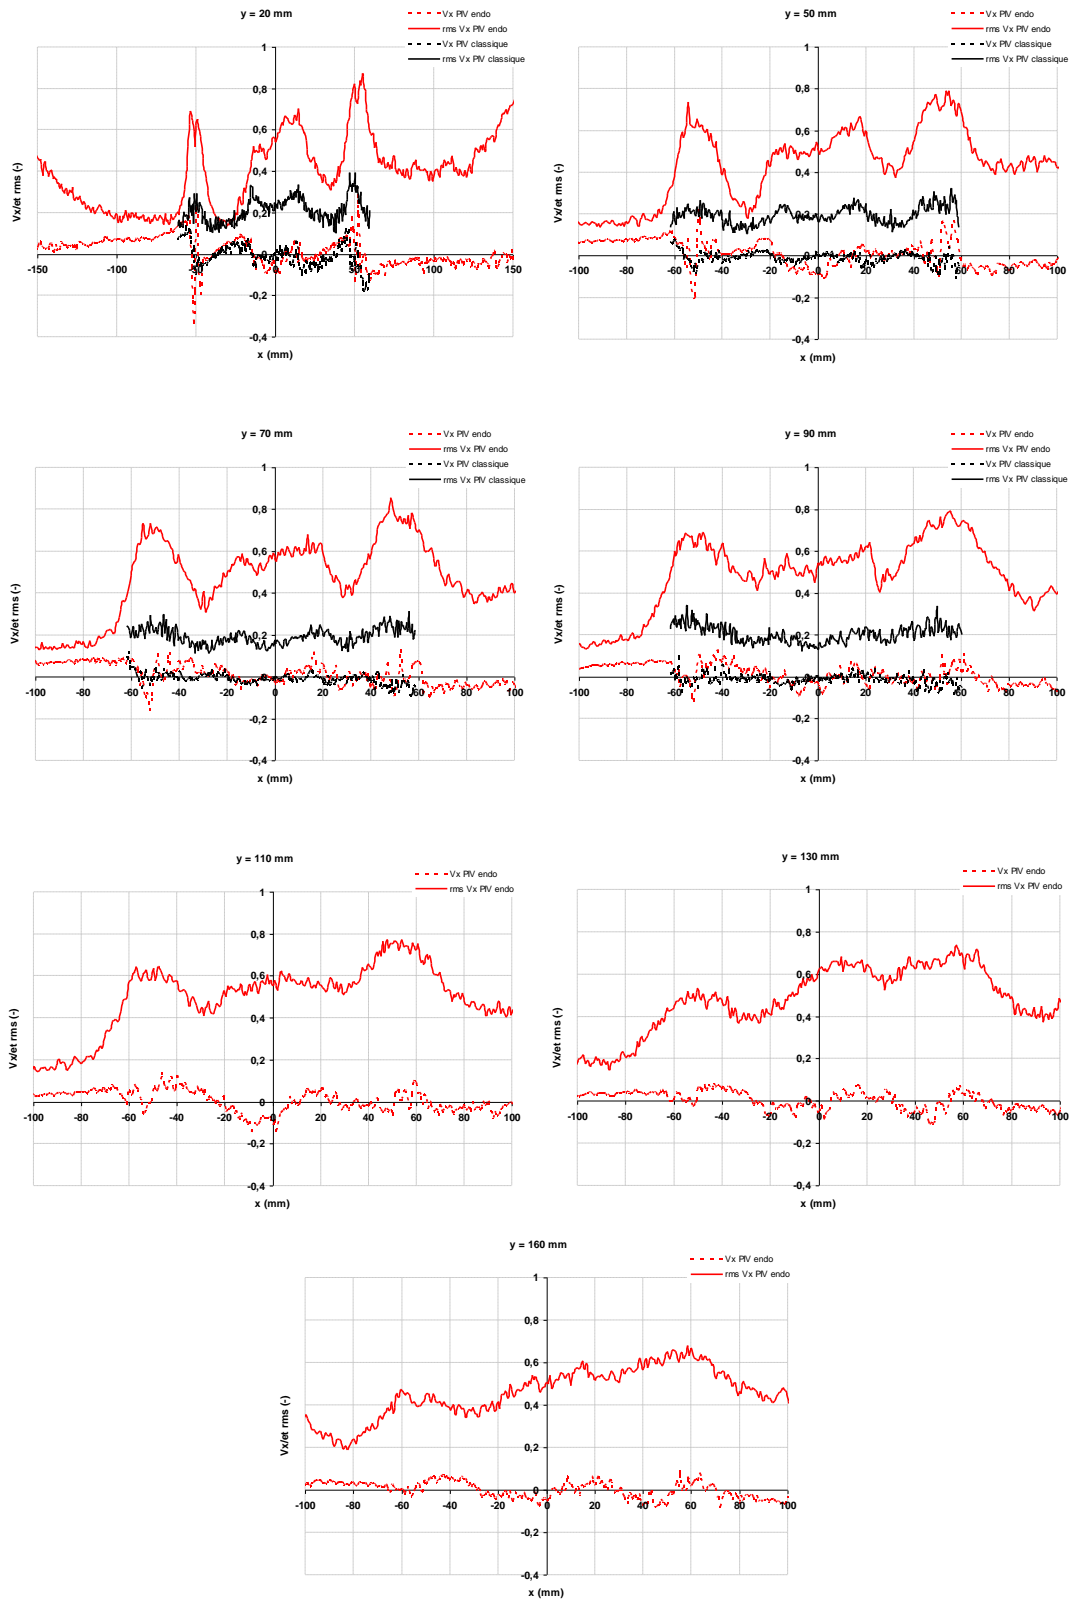 y = 20 mm
Vx PIV endo
rms Vx PIV endo
Vx PIV classique
rms Vx PIV classique
1
0,8
0,6
0,4
0,2
0
-0,2
-0,4
-150 -100 -50 0 50 100 150
Vx/et rms (-)
x (mm)
y = 50 mm
Vx PIV endo
rms Vx PIV endo
Vx PIV classique
rms Vx PIV classique
1
0,8
0,6
0,4
0,2
0
-0,2
-0,4
-100 -80 -60 -40 -20 0 20 40 60 80 100
Vx/et rms (-)
x (mm)
y = 70 mm
Vx PIV endo
rms Vx PIV endo
Vx PIV classique
rms Vx PIV classique
1
0,8
0,6
0,4
0,2
0
-0,2
-0,4
-100 -80 -60 -40 -20 0 20 40 60 80 100
Vx/et rms (-)
x (mm)
y = 90 mm
Vx PIV endo
rms Vx PIV endo
Vx PIV classique
rms Vx PIV classique
1
0,8
0,6
0,4
0,2
0
-0,2
-0,4
-100 -80 -60 -40 -20 0 20 40 60 80 100
Vx/et rms (-)
x (mm)
y = 110 mm
Vx PIV endo
rms Vx PIV endo
1
0,8
0,6
0,4
0,2
0
-0,2
-0,4
-100 -80 -60 -40 -20 0 20 40 60 80 100
Vx/et rms (-)
x (mm)
y = 130 mm
Vx PIV endo
rms Vx PIV endo
1
0,8
0,6
0,4
0,2
0
-0,2
-0,4
-100 -80 -60 -40 -20 0 20 40 60 80 100
Vx/et rms (-)
x (mm)
y = 160 mm
Vx PIV endo
rms Vx PIV endo
1
0,8
0,6
0,4
0,2
0
-0,2
-0,4
-100 -80 -60 -40 -20 0 20 40 60 80 100
Vx/et rms (-)
x (mm)